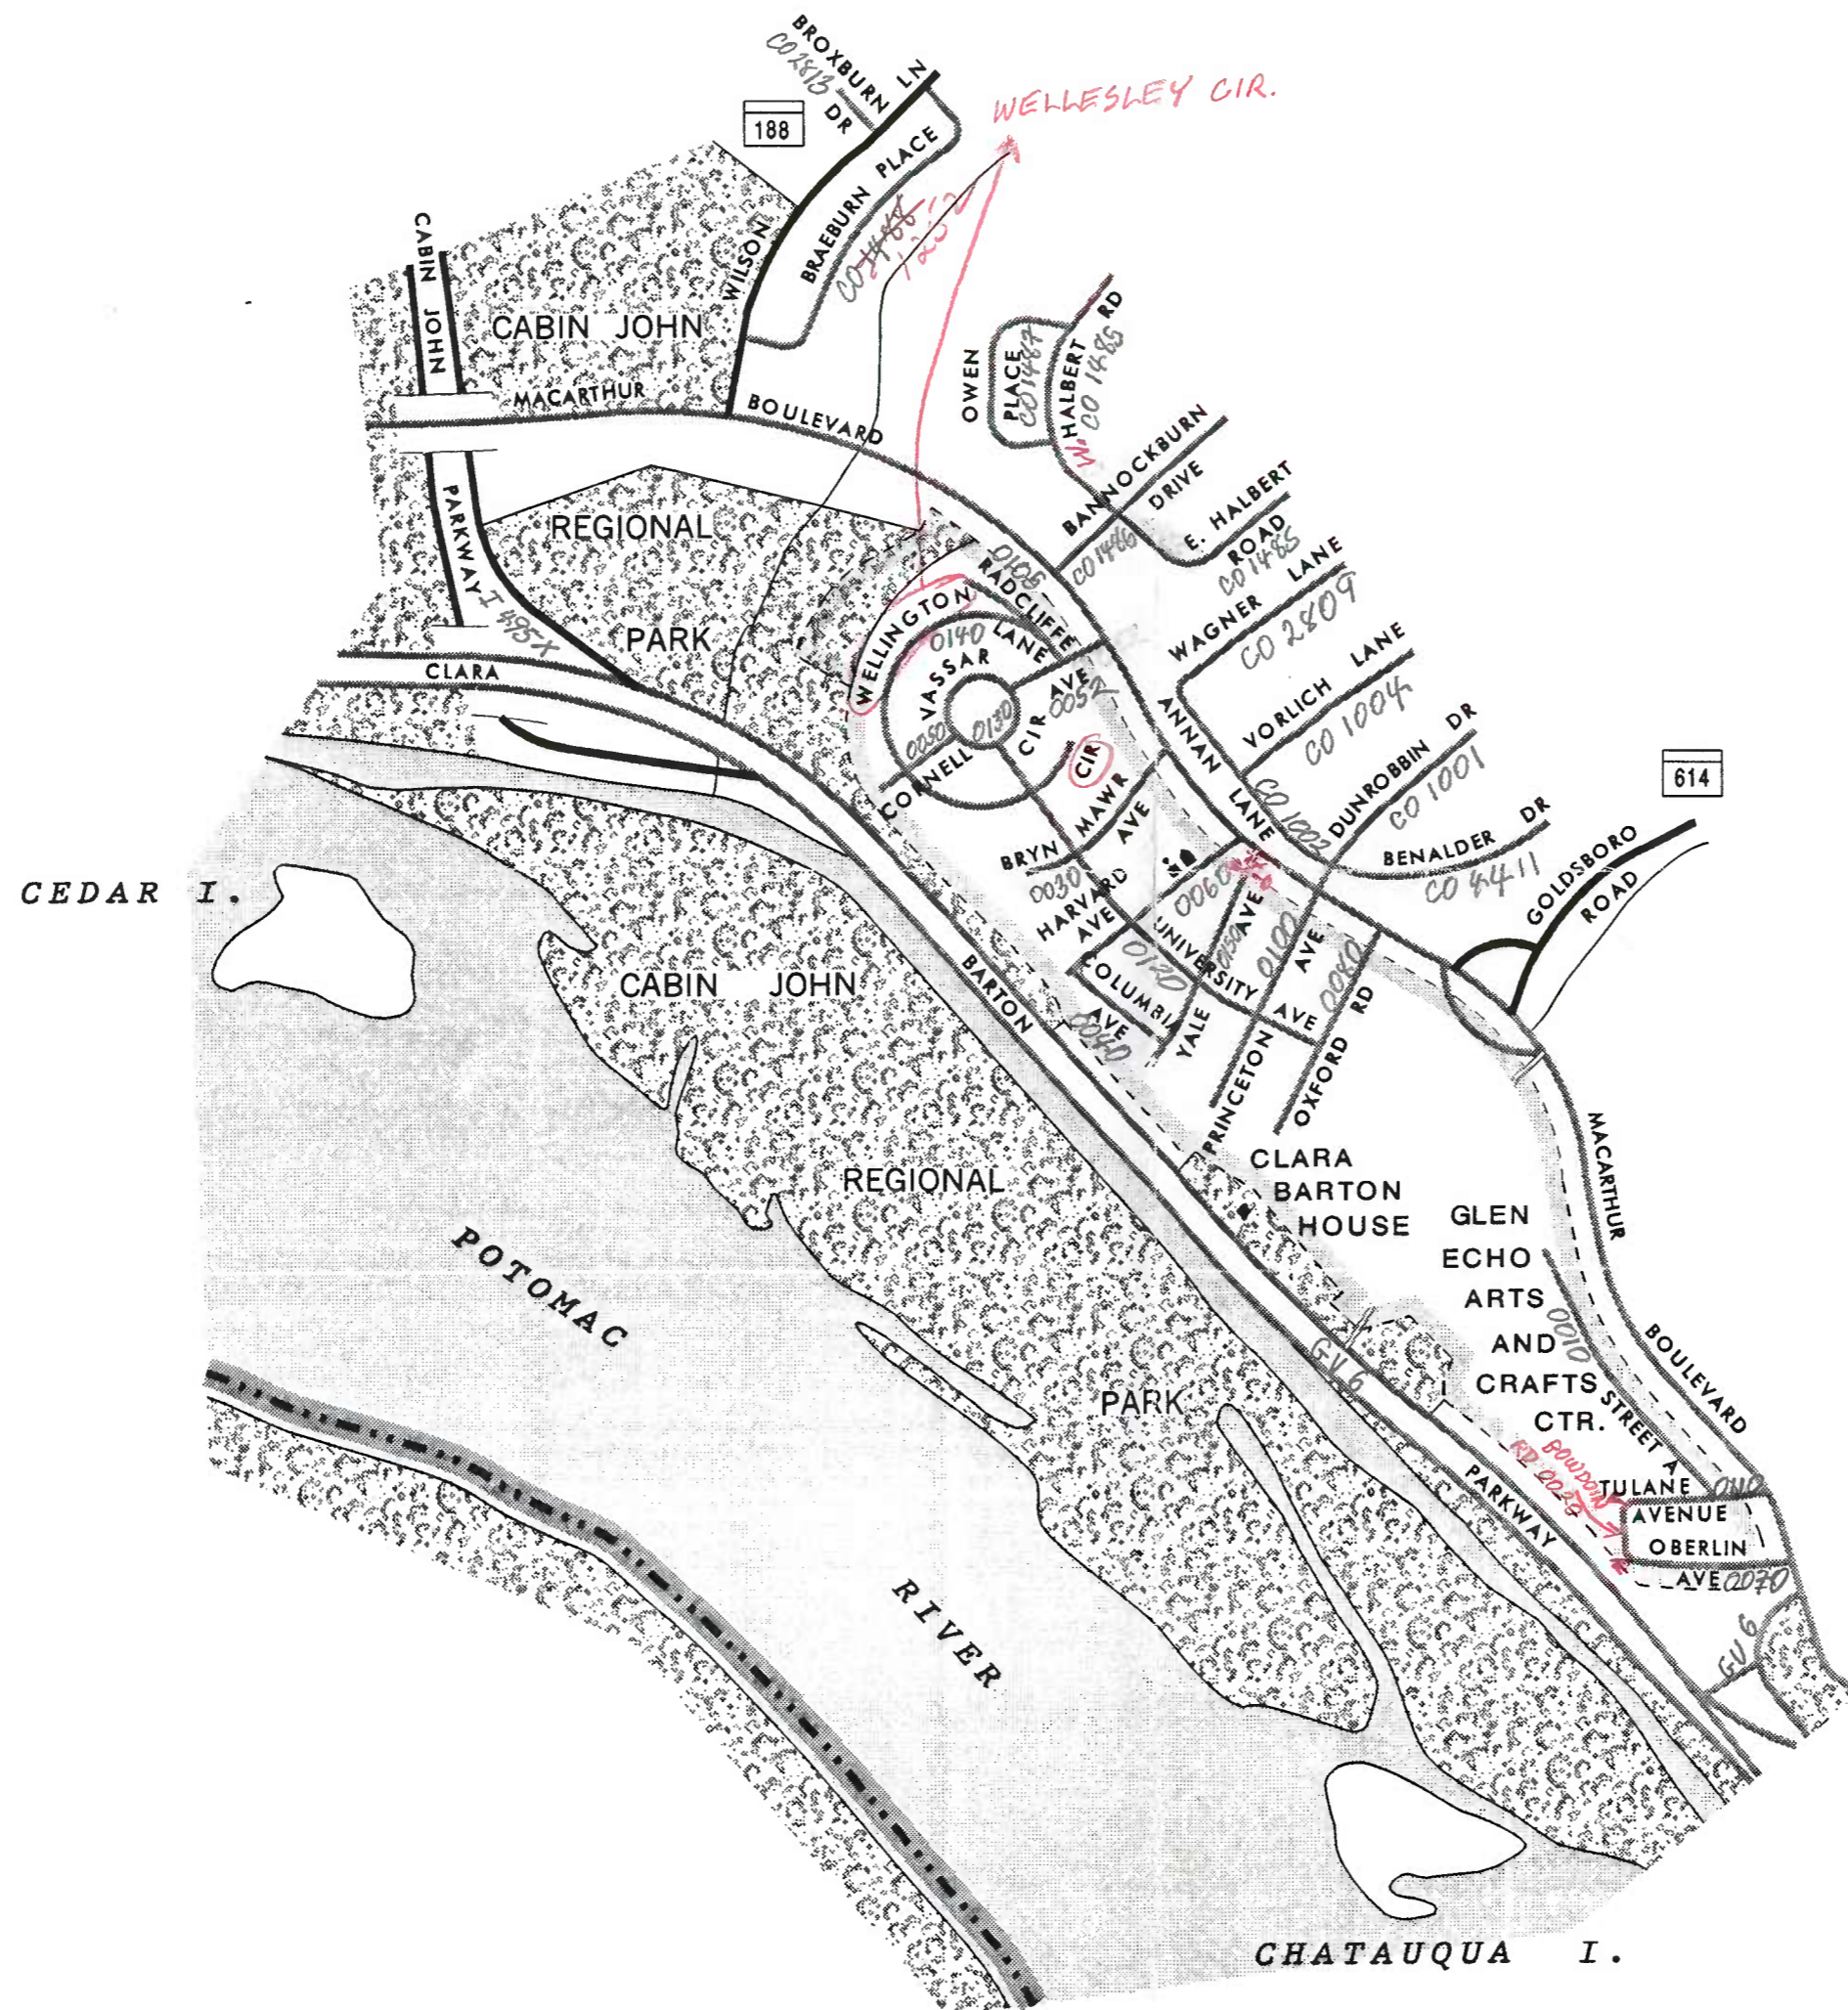 BROXBURN
DR
CO 2813
LN
188
WELLESLEY CIR.
BRAEBURN PLACE
WILSON
CABIN JOHN
CABIN JOHN
MACARTHUR
BOULEVARD
OWEN
PLACE
CO 1487
W. HALBERT RD
CO 1485
BANNOCKBURN
DRIVE
CO 1486
E. HALBERT
ROAD
CO 1485
PARKWAY
I 495X
REGIONAL
PARK
0105
RADCLIFFE
AVE
WELLINGTON
LANE
0140
VASSAR
CIR
0130
0050
0052
CORNELL
CIR
WAGNER LANE
CO 2809
VORLICH LANE
CO 1004
ANNAN
LANE
CO 1002
DUNROBBIN DR
CO 1001
BENALDER DR
CO 4411
614
GOLDSBORO
ROAD
CLARA
BRYN MAWR
AVE
0030
HARVARD
AVE
0060
UNIVERSITY
AVE
0120
COLUMBIA
AVE
0040
YALE
AVE
0150
PRINCETON
AVE
0100
OXFORD RD
0080
CEDAR I.
CABIN JOHN
BARTON
REGIONAL
CLARA
BARTON
HOUSE
MACARTHUR
GLEN
ECHO
ARTS
AND
CRAFTS
CTR.
0010
STREET A
BOULEVARD
POTOMAC
GV 6
PARK
PARKWAY
BOWDOIN
RD 0025
TULANE
0110
AVENUE
OBERLIN
AVE 0070
GV 6
RIVER
CHATAUQUA I.